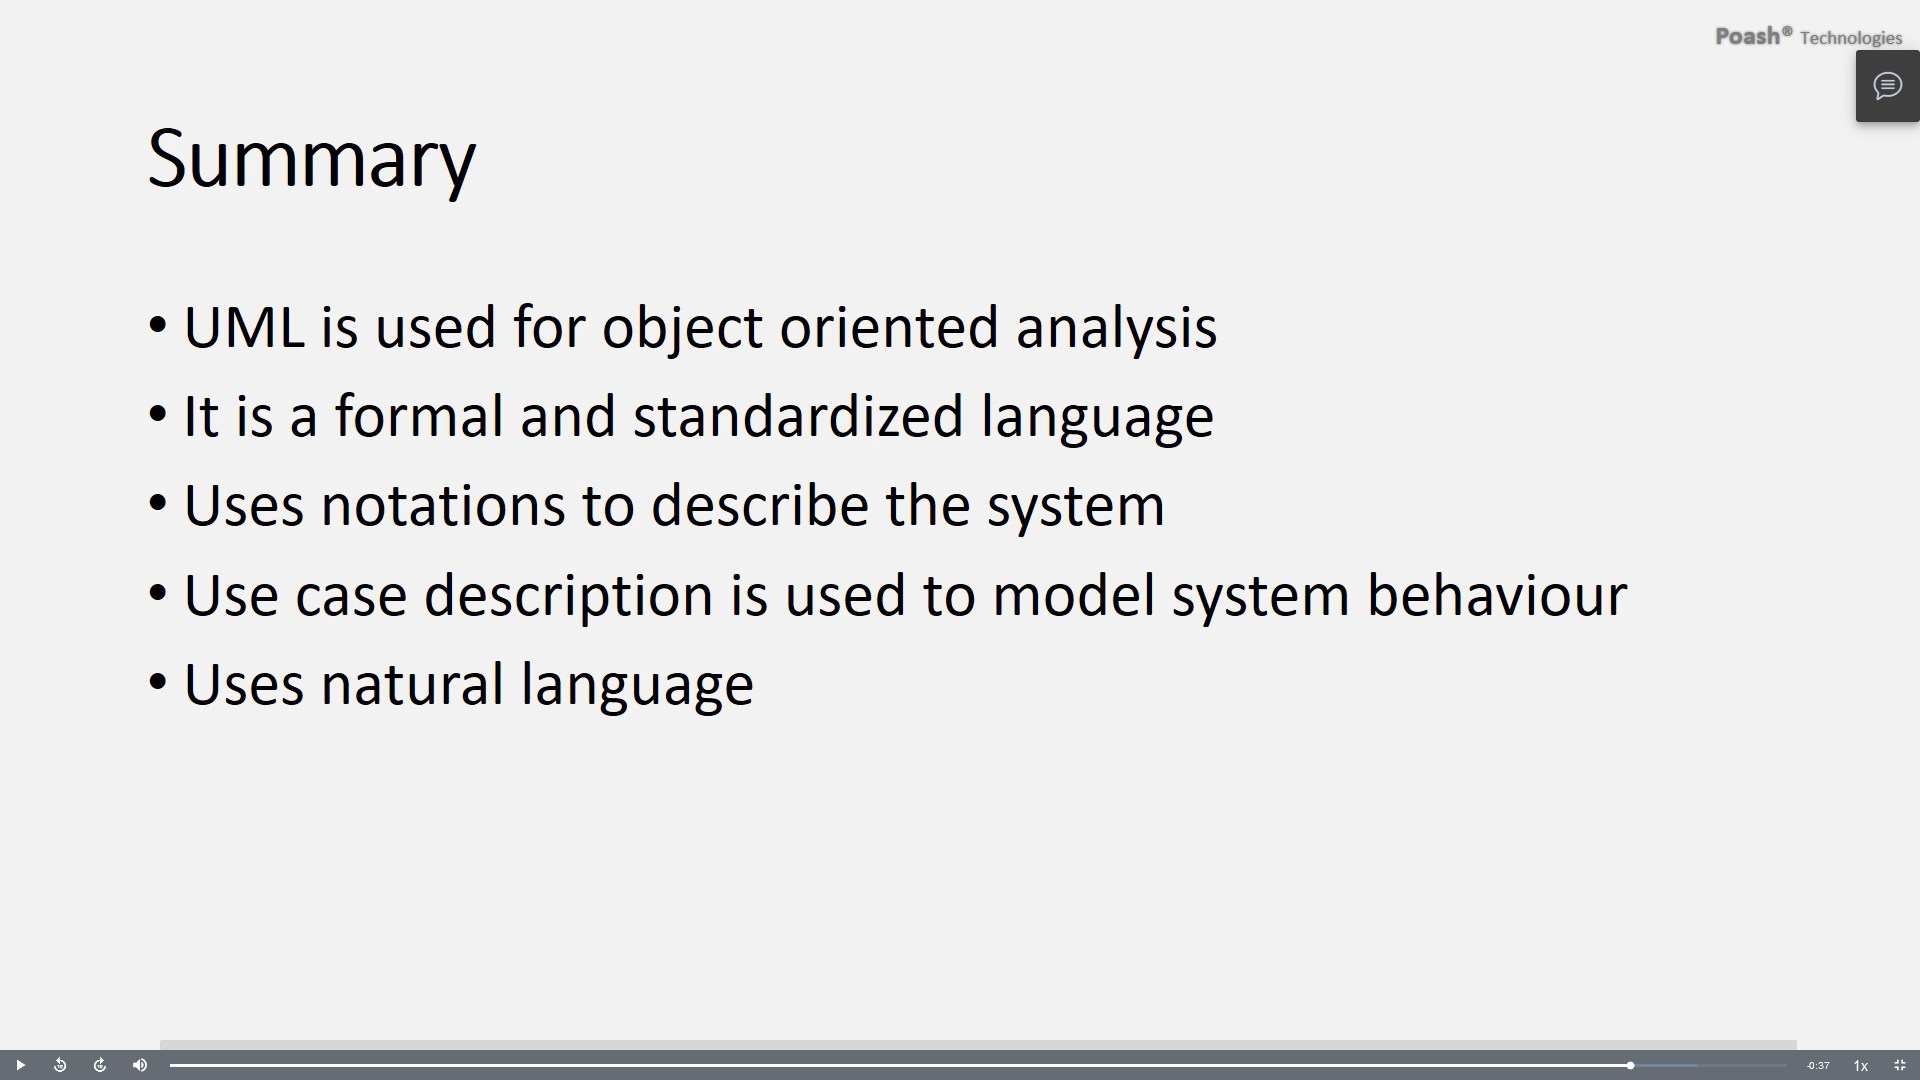 Poash® Technologies
Summary
• UML is used for object oriented analysis
• It is a formal and standardized language
• Uses notations to describe the system
• Use case description is used to model system behaviour
• Uses natural language
-0:37 1x